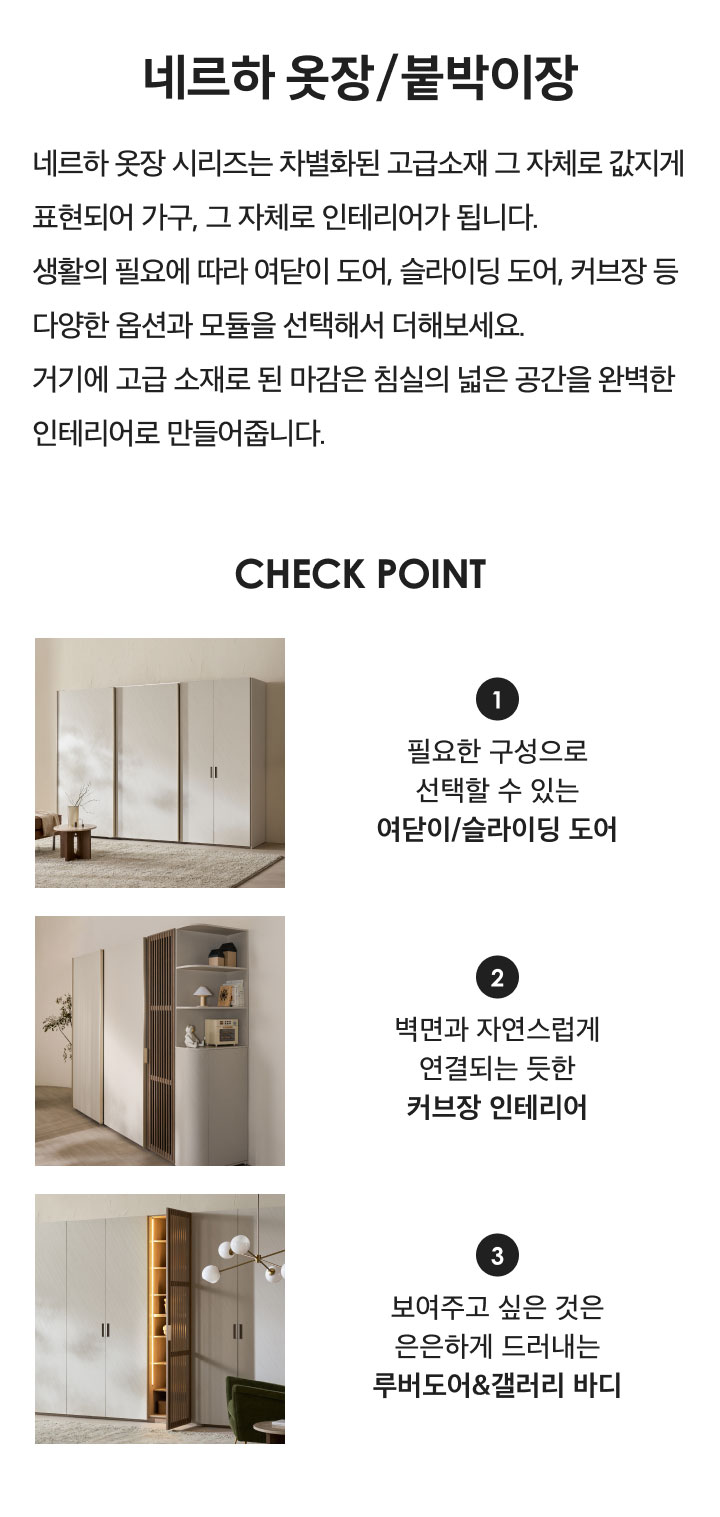 네르하 옷장/붙박이장
네르하 옷장 시리즈는 차별화된 고급소재 그 자체로 값지게
표현되어 가구, 그 자체로 인테리어가 됩니다.
생활의 필요에 따라 여닫이 도어, 슬라이딩 도어, 커브장 등
다양한 옵션과 모듈을 선택해서 더해보세요.
거기에 고급 소재로 된 마감은 침실의 넓은 공간을 완벽한
인테리어로 만들어줍니다.
CHECK POINT
1
필요한 구성으로
선택할 수 있는
여닫이/슬라이딩 도어
2
벽면과 자연스럽게
연결되는 듯한
커브장 인테리어
3
보여주고 싶은 것은
은은하게 드러내는
루버도어&갤러리 바디